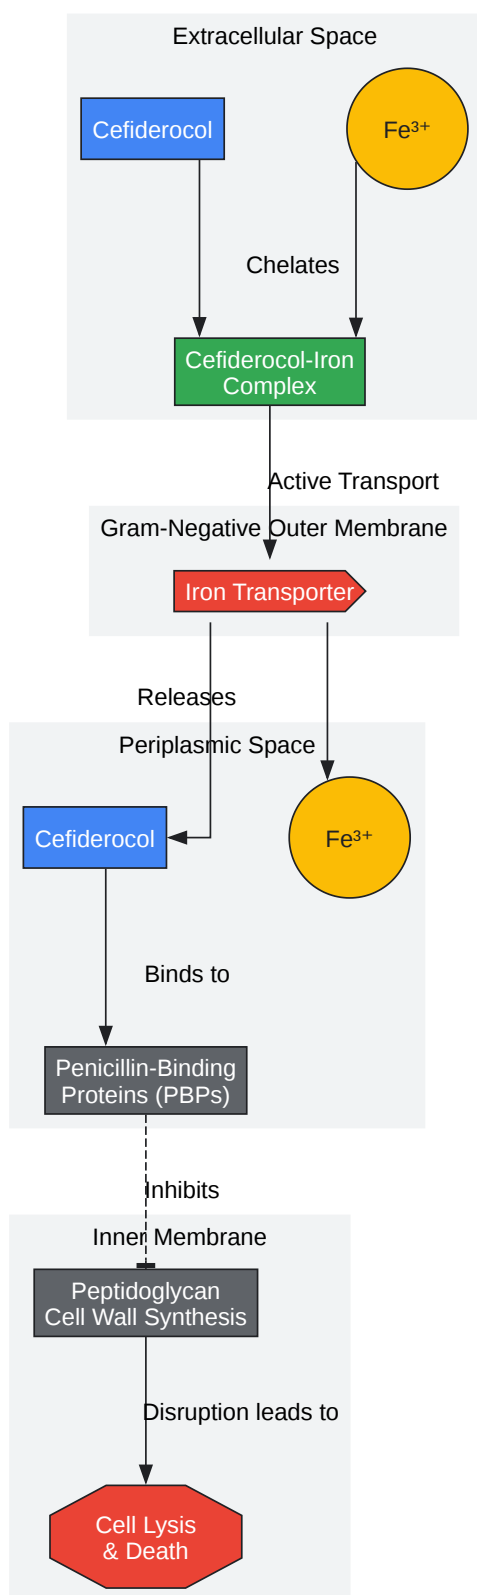 Extracellular Space
Cefiderocol
Fe³⁺
Chelates
Cefiderocol-Iron
Complex
Active Transport
Gram-Negative Outer Membrane
Iron Transporter
Releases
Periplasmic Space
Cefiderocol
Fe³⁺
Binds to
Penicillin-Binding
Proteins (PBPs)
Inhibits
Inner Membrane
Peptidoglycan
Cell Wall Synthesis
Disruption leads to
Cell Lysis
& Death